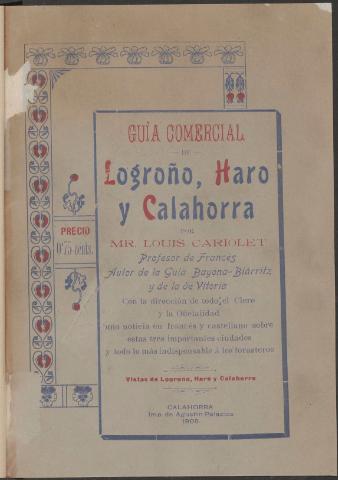 GUÍA COMERCIAL
— DE —
Logroño, Haro
y Calahorra
POR
MR. LOUIS CARIOLET
Profesor de Frances
Autor de la Guía Bayona-Biarritz
y de la de Vitoria
Con la dirección de todo el Clero
y la Oficialidad
una noticia en francés y castellano sobre
estas tres importantes ciudades
y todo lo más indispensable á los forasteros
Vistas de Logroño, Haro y Calahorra
CALAHORRA
Imp. de Agustín Palacios
PRECIO
0'75 cents.